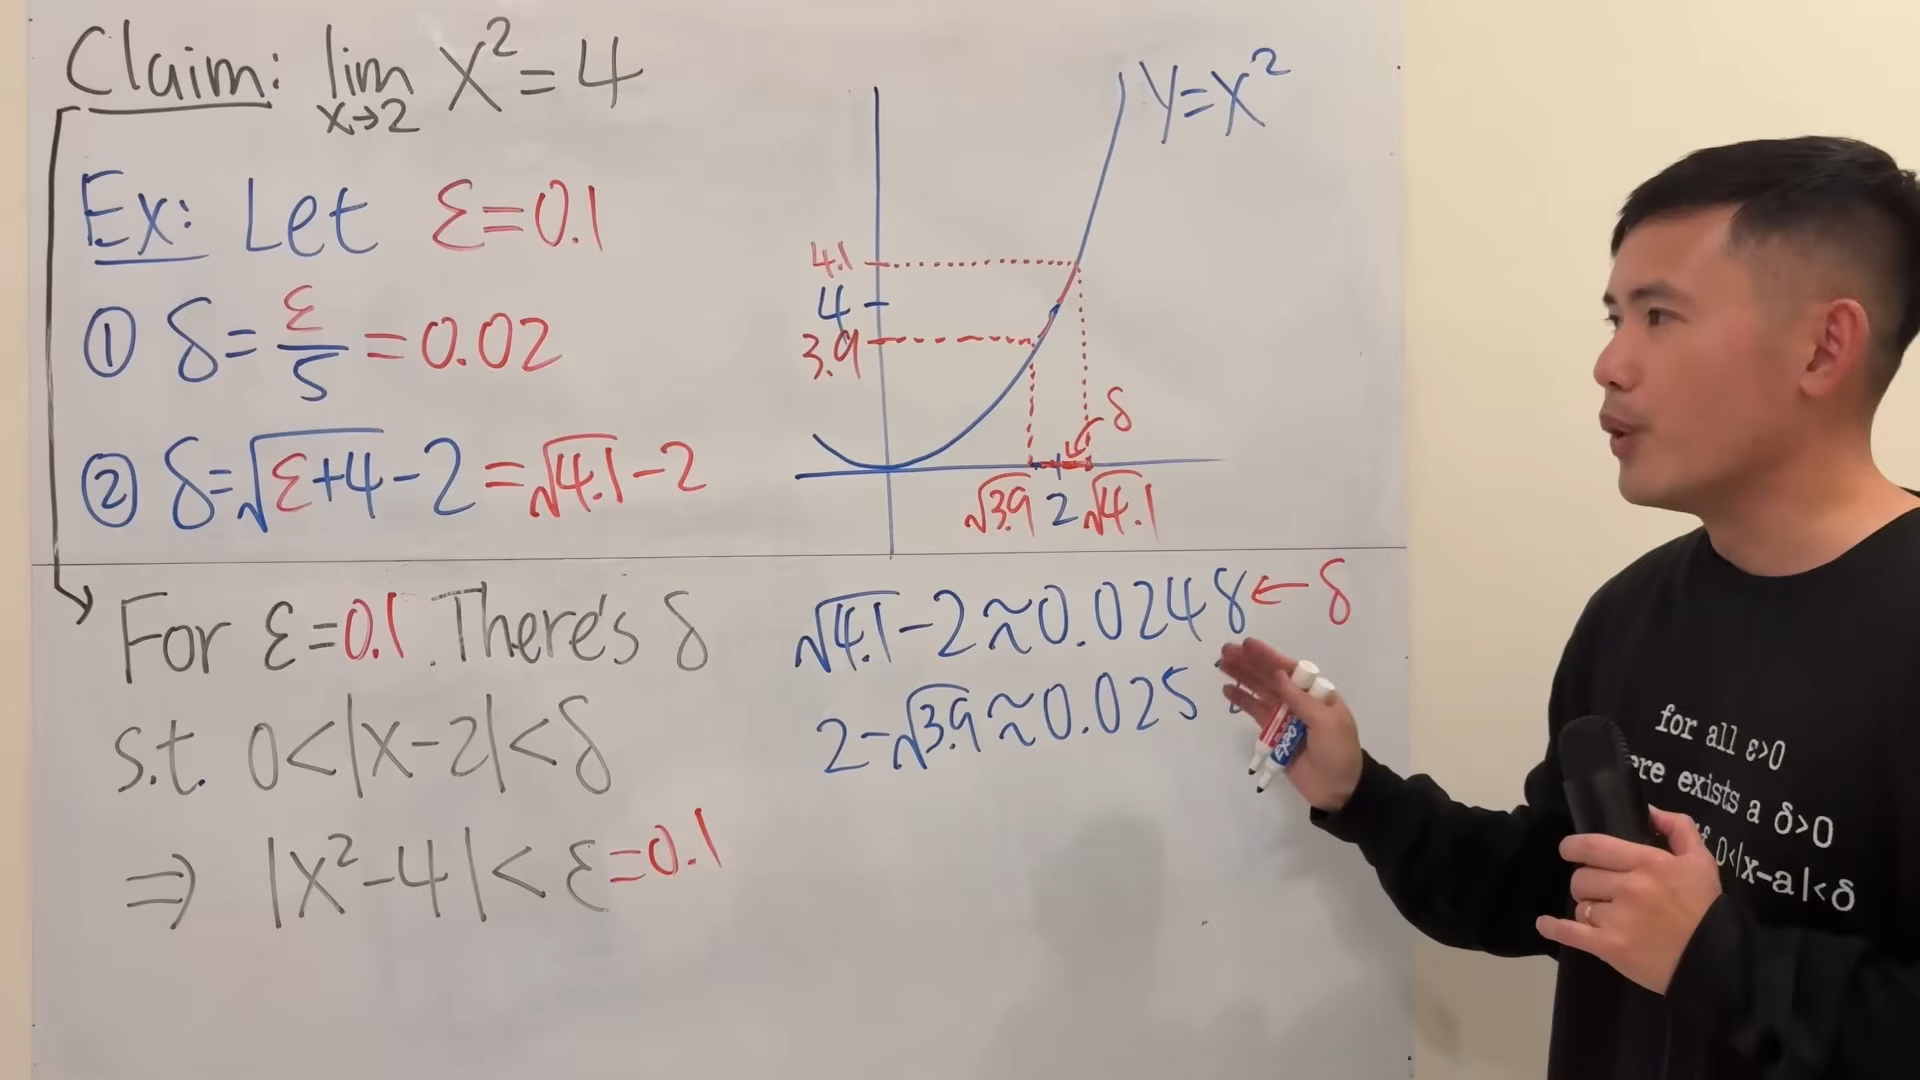 Claim: lim x² = 4
x→2
Ex: Let ε=0.1
① δ = ε/5 = 0.02
② δ = √(ε+4) - 2 = √4.1 - 2
y=x²
4.1
4
3.9
δ
√3.9 2 √4.1
For ε=0.1. There's δ
s.t. 0<|x-2|<δ
⇒ |x²-4|<ε=0.1
√4.1 - 2 ≈ 0.0248 ← δ
2 - √3.9 ≈ 0.025
EXPO
for all ε>0
exists a δ>0
if 0<|x-a|<δ